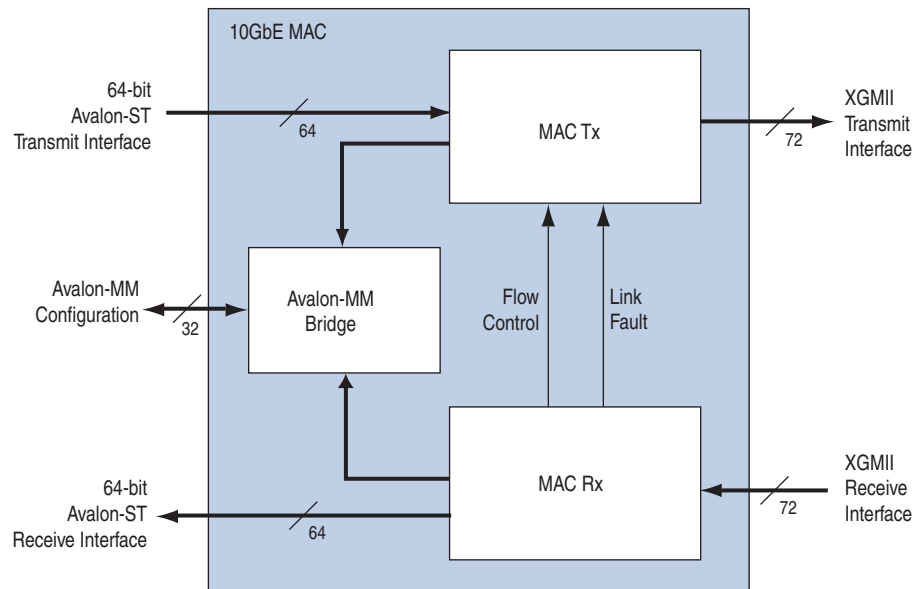 10GbE MAC
64-bit
Avalon-ST
Transmit Interface
64
MAC Tx
72
XGMII
Transmit
Interface
Avalon-MM
Configuration
32
Avalon-MM
Bridge
Flow
Control
Link
Fault
64-bit
Avalon-ST
Receive Interface
64
MAC Rx
72
XGMII
Receive
Interface